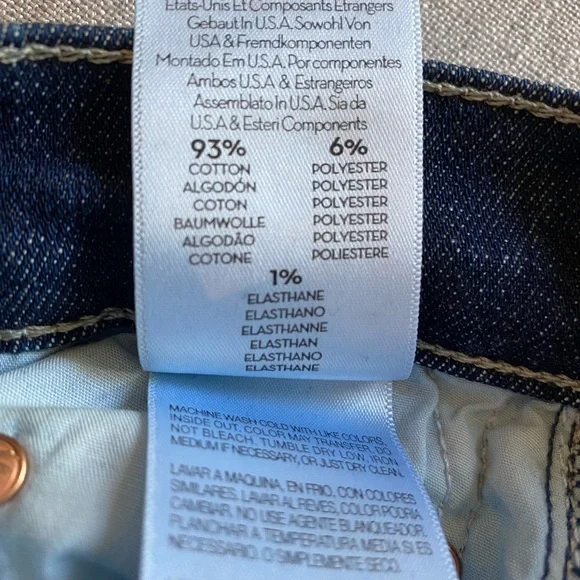 États-Unis Et Composants Étrangers
Gebaut In U.S.A. Sowohl Von
USA & Fremdkomponenten
Montado Em U.S.A. Por componentes
Ambos U.S.A & Estrangeiros
Assemblato In U.S.A. Sia da
U.S.A & Esteri Components
93%
COTTON
ALGODÓN
COTON
BAUMWOLLE
ALGODÃO
COTONE
6%
POLYESTER
POLYESTER
POLYESTER
POLYESTER
POLYESTER
POLIESTERE
1%
ELASTHANE
ELASTHANO
ELASTHANNE
ELASTHAN
ELASTHANO
ELASTHANE
MACHINE WASH COLD WITH LIKE COLORS,
INSIDE OUT. COLOR MAY TRANSFER. DO
NOT BLEACH. TUMBLE DRY LOW, IRON
MEDIUM IF NECESSARY, OR JUST DRY CLEAN.
LAVAR A MAQUINA, EN FRIO, CON COLORES
SIMILARES. LAVAR AL REVES, COLOR PODRIA
CAMBIAR. NO USE AGENTE BLANQUEADOR.
PLANCHAR A TEMPERATURA MEDIA SI ES
NECESSARIO, O SIMPLEMENTE SECO.